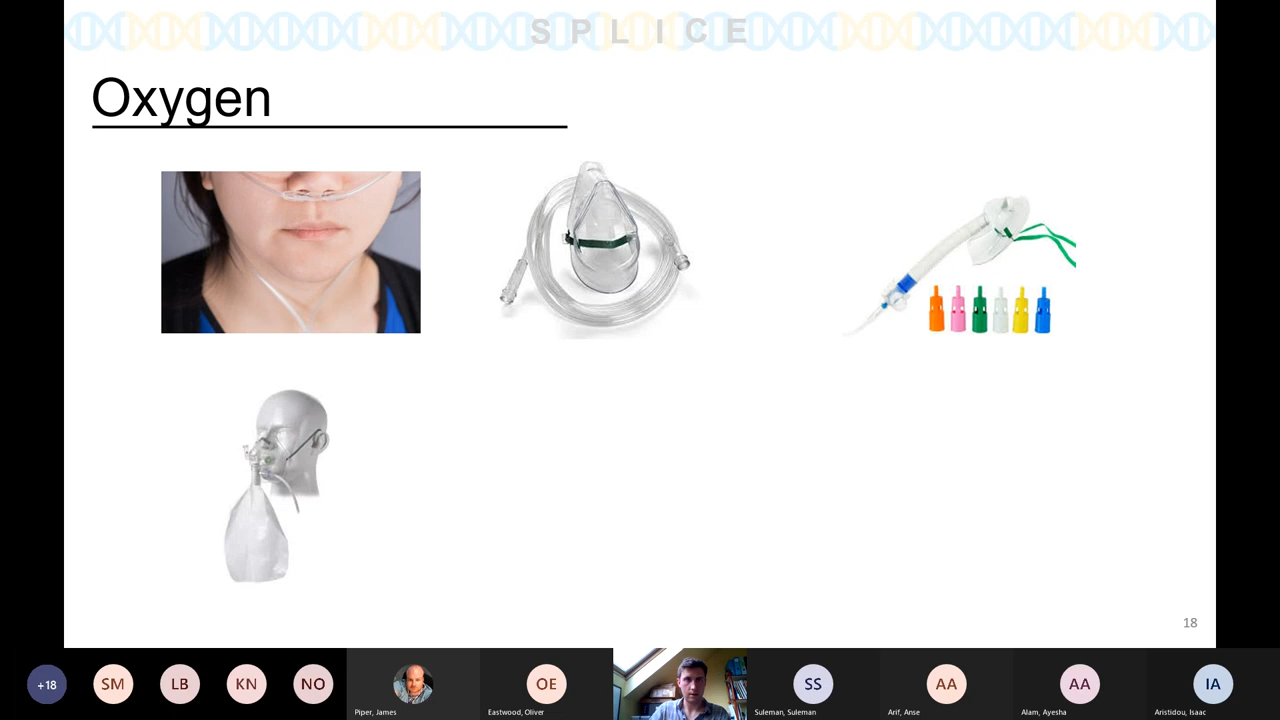 S P L I C E
Oxygen
18
+18
SM
LB
KN
NO
Piper, James
OE
Eastwood, Oliver
SS
Suleman, Suleman
AA
Arif, Anse
AA
Alam, Ayesha
IA
Aristidou, Isaac